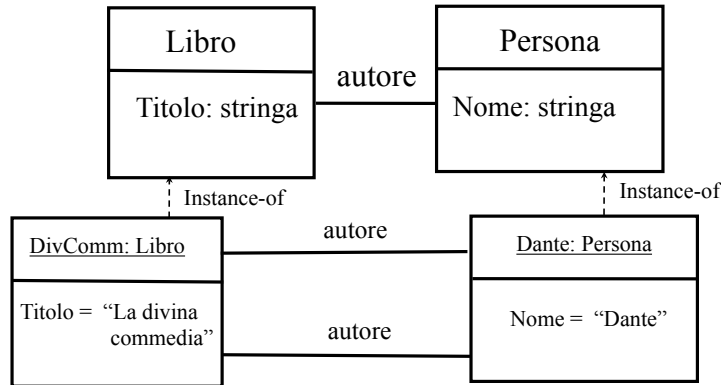 Libro
Persona
autore
Titolo: stringa
Nome: stringa
Instance-of
Instance-of
DivComm: Libro
autore
Dante: Persona
Titolo = “La divina
commedia”
Nome = “Dante”
autore